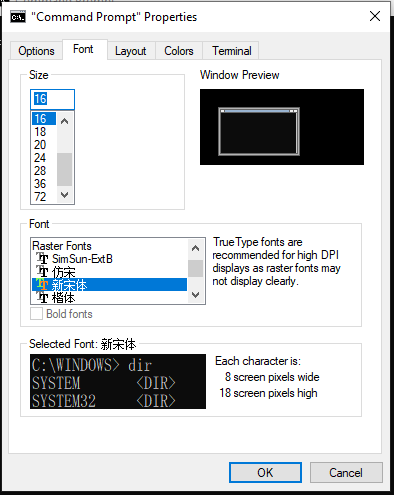 "Command Prompt" Properties
Options Font Layout Colors Terminal
Size
16
16
18
20
24
28
36
72
Window Preview
Font
Raster Fonts
SimSun-ExtB
仿宋
新宋体
楷体
Bold fonts
TrueType fonts are
recommended for high DPI
displays as raster fonts may
not display clearly.
Selected Font: 新宋体
C:\WINDOWS> dir
SYSTEM <DIR>
SYSTEM32 <DIR>
Each character is:
8 screen pixels wide
18 screen pixels high
OK Cancel